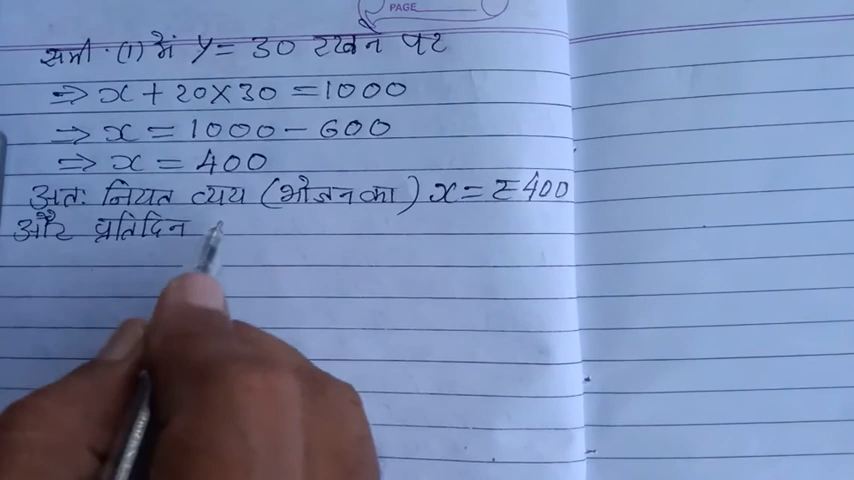 PAGE
समी. (1) में y = 30 रखने पर
⇒ x + 20 × 30 = 1000
⇒ x = 1000 - 600
⇒ x = 400
अतः नियत व्यय (भोजन का) x = ₹ 400
और प्रतिदिन